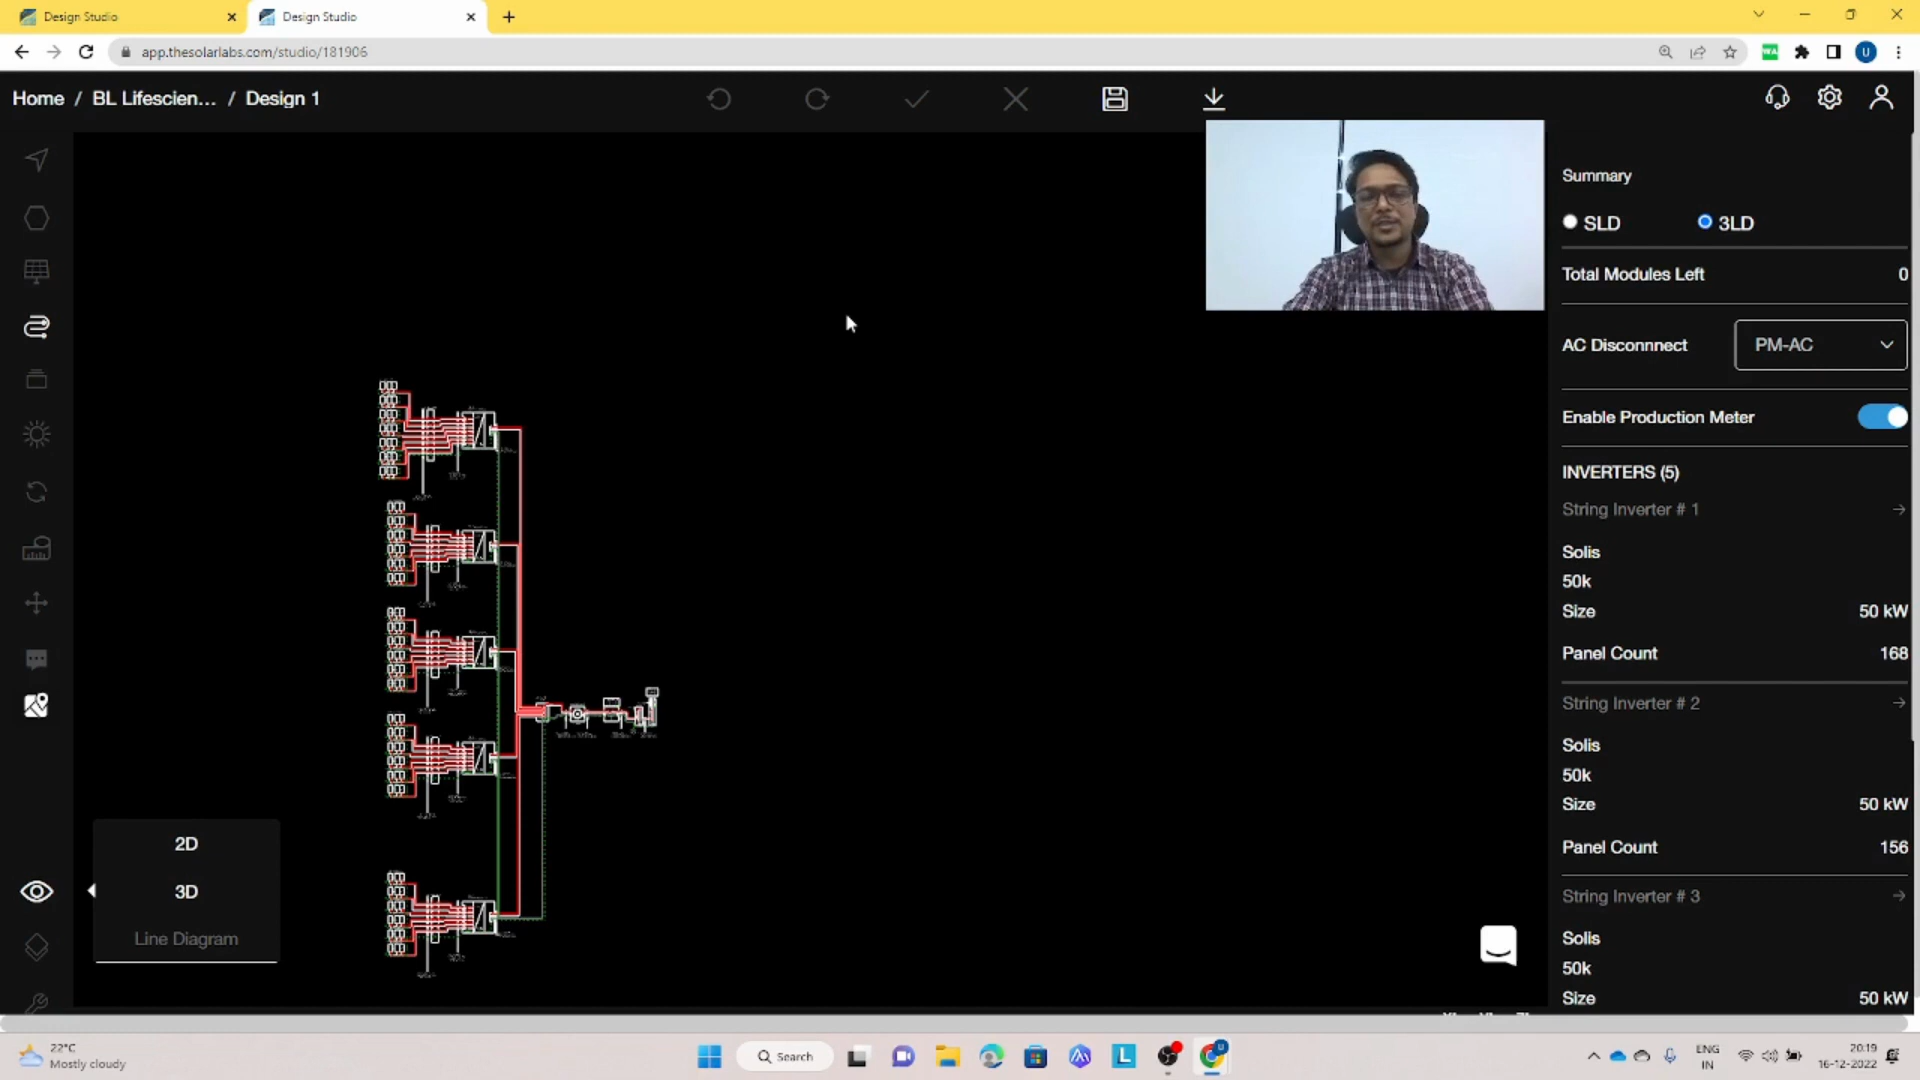 Design Studio
Design Studio
app.thesolarlabs.com/studio/181906
WA
U
Home / BL Lifescien... / Design 1
Summary
SLD
3LD
Total Modules Left 0
AC Disconnnect PM-AC
Enable Production Meter
INVERTERS (5)
String Inverter # 1
Solis
50k
Size 50 kW
Panel Count 168
String Inverter # 2
Solis
50k
Size 50 kW
Panel Count 156
String Inverter # 3
Solis
50k
Size 50 kW
2D
3D
Line Diagram
22°C
Mostly cloudy
Search
L
U
ENG
IN
20:19
16-12-2022